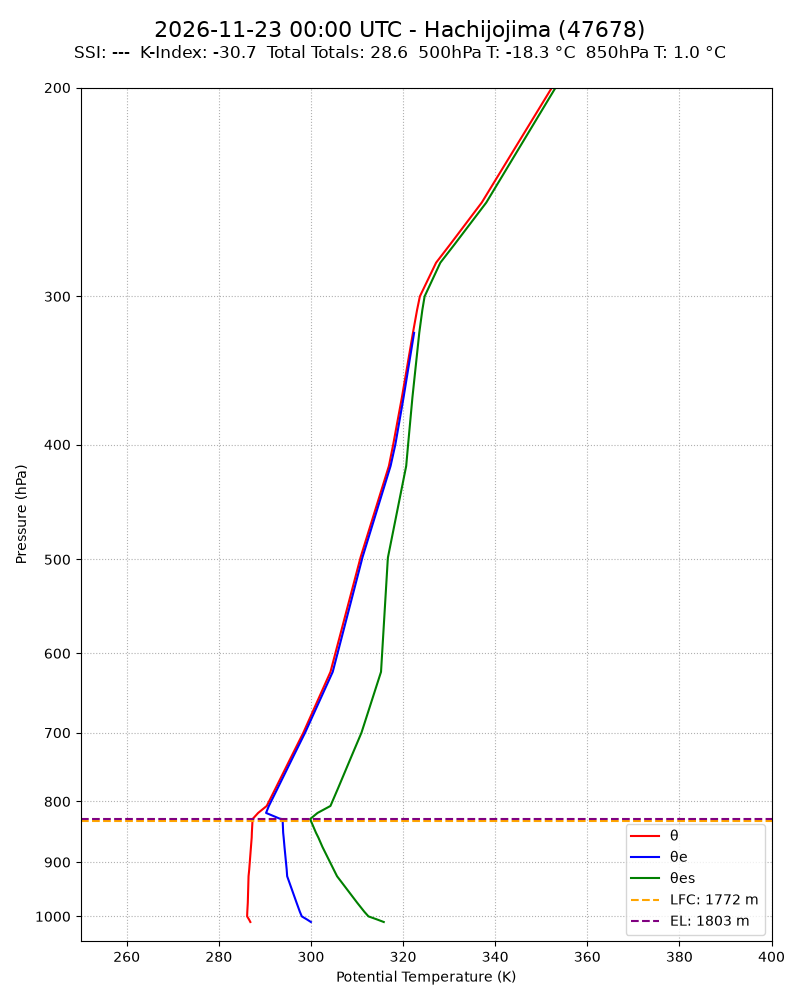 2026-11-23 00:00 UTC - Hachijojima (47678)
SSI: --- K-Index: -30.7 Total Totals: 28.6 500hPa T: -18.3 °C 850hPa T: 1.0 °C
200
300
400
500
600
700
800
900
1000
Pressure (hPa)
260 280 300 320 340 360 380 400
Potential Temperature (K)
θ
θe
θes
LFC: 1772 m
EL: 1803 m